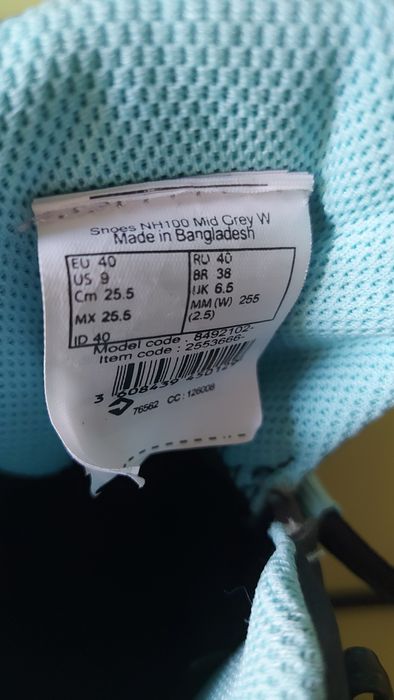 Shoes NH100 Mid Grey W
Made in Bangladesh
EU 40
US 9
Cm 25.5
MX 25.5
ID 40
RU 40
BR 38
UK 6.5
MM (W) 255
(2.5)
Model code : 8492102-
Item code : 2553666-
76562 CC : 126008